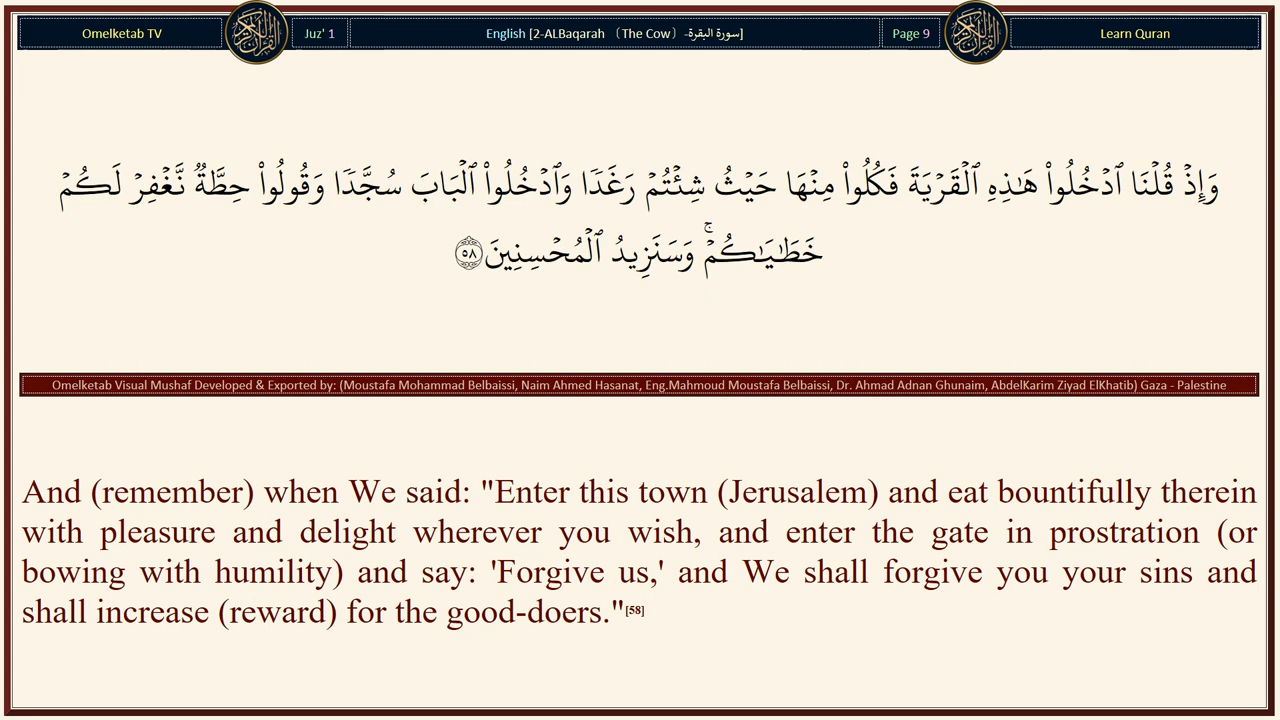 Omelketab TV
Juz' 1
English [2-ALBaqarah （The Cow） -سورة البقرة]
Page 9
Learn Quran
وَإِذْ قُلْنَا ٱدْخُلُوا۟ هَـٰذِهِ ٱلْقَرْيَةَ فَكُلُوا۟ مِنْهَا حَيْثُ شِئْتُمْ رَغَدًا وَٱدْخُلُوا۟ ٱلْبَابَ سُجَّدًا وَقُولُوا۟ حِطَّةٌ نَّغْفِرْ لَكُمْ
خَطَـٰيَـٰكُمْ ۚ وَسَنَزِيدُ ٱلْمُحْسِنِينَ ٥٨
Omelketab Visual Mushaf Developed & Exported by: (Moustafa Mohammad Belbaissi, Naim Ahmed Hasanat, Eng.Mahmoud Moustafa Belbaissi, Dr. Ahmad Adnan Ghunaim, AbdelKarim Ziyad ElKhatib) Gaza - Palestine
And (remember) when We said: "Enter this town (Jerusalem) and eat bountifully therein
with pleasure and delight wherever you wish, and enter the gate in prostration (or
bowing with humility) and say: 'Forgive us,' and We shall forgive you your sins and
shall increase (reward) for the good-doers."[58]